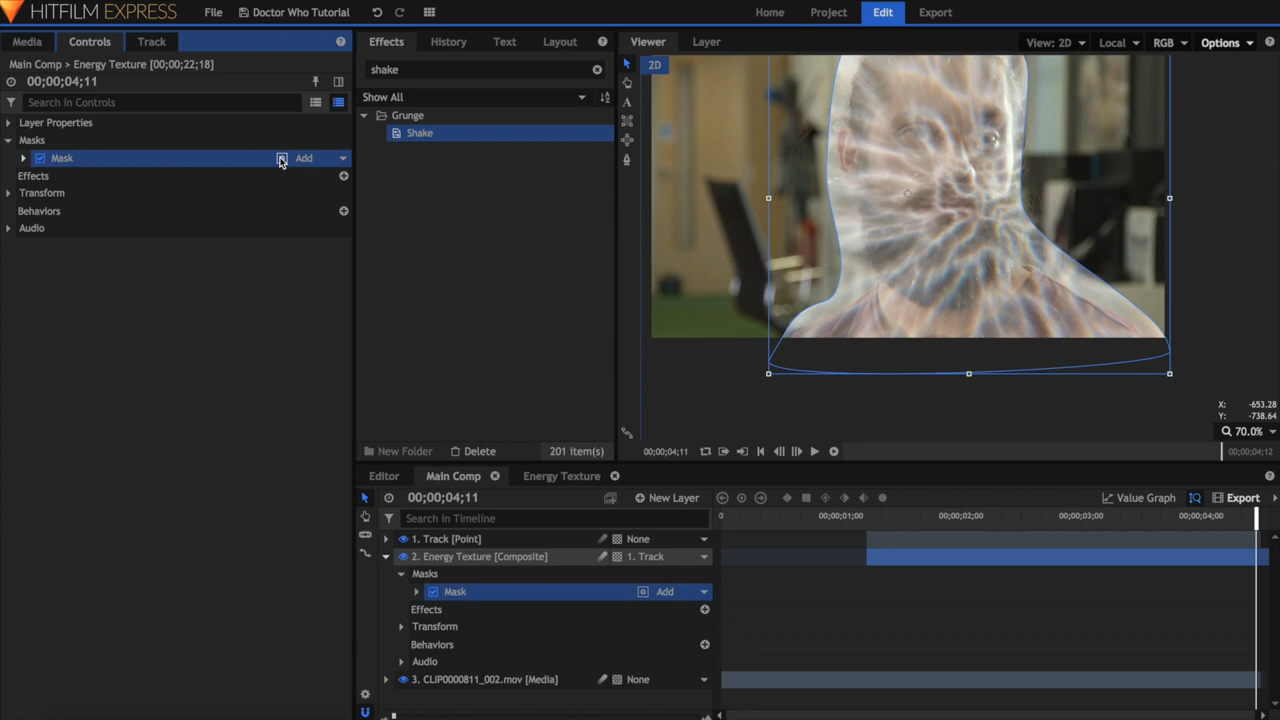 HITFILM EXPRESS File Doctor Who Tutorial Home Project Edit Export
Media Controls Track
Main Comp > Energy Texture [00;00;22;18]
00;00;04;11
Search in Controls
Layer Properties
Masks
Mask Add
Effects
Transform
Behaviors
Audio
Effects History Text Layout
shake
Show All
Grunge
Shake
New Folder Delete 201 item(s)
Viewer Layer View: 2D Local RGB Options
2D
X: -653.28
Y: -738.64
70.0%
00;00;04;11 00;00;04;12
Editor Main Comp Energy Texture
00;00;04;11 New Layer Value Graph Export
Search in Timeline 0 00;00;01;00 00;00;02;00 00;00;03;00 00;00;04;00
1. Track [Point] None
2. Energy Texture [Composite] 1. Track
Masks
Mask Add
Effects
Transform
Behaviors
Audio
3. CLIP0000811_002.mov [Media] None